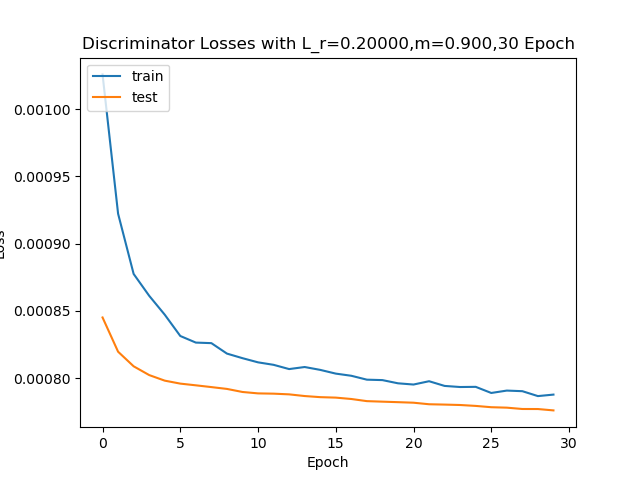 Discriminator Losses with L_r=0.20000,m=0.900,30 Epoch
train
test
0.00100
0.00095
0.00090
0.00085
0.00080
Loss
0 5 10 15 20 25 30
Epoch